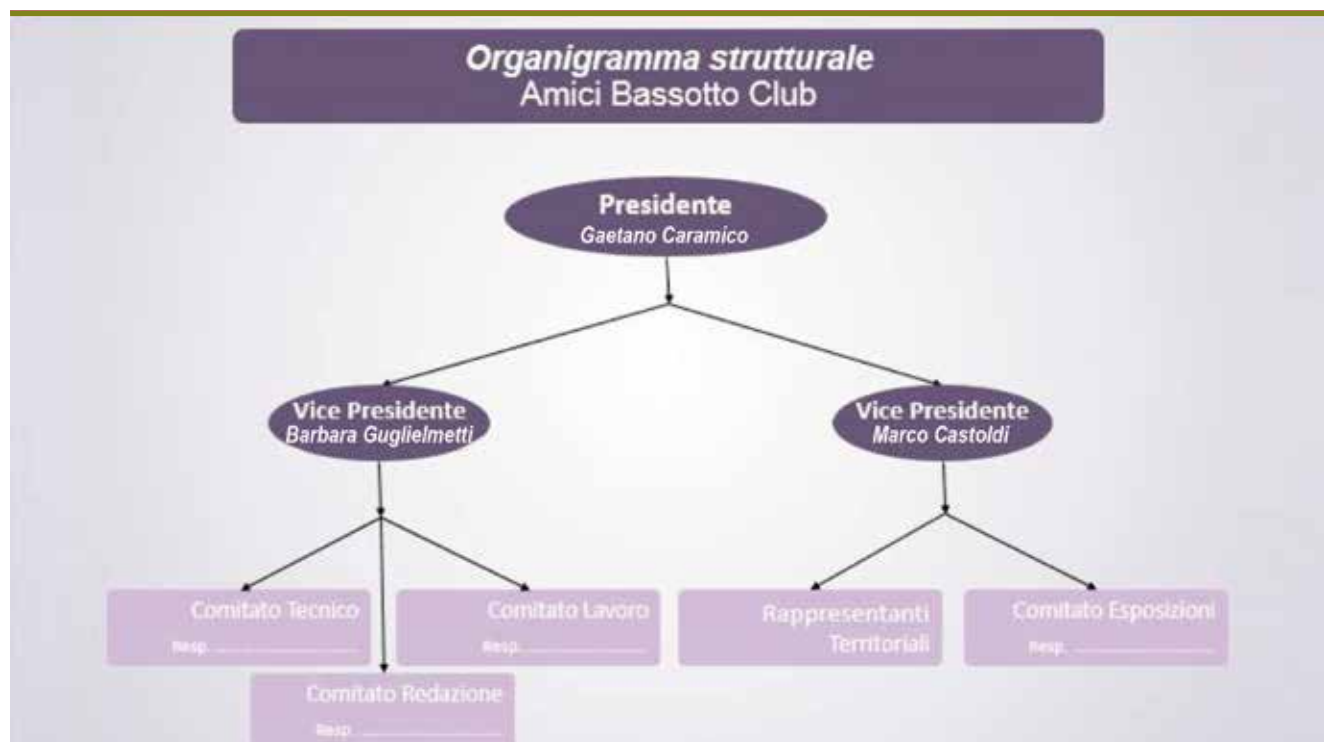 Organigramma strutturale
Amici Bassotto Club
Presidente
Gaetano Caramico
Vice Presidente
Barbara Guglielmetti
Vice Presidente
Marco Castoldi
Comitato Tecnico
Resp. ................................
Comitato Lavoro
Resp. ................................
Rappresentanti
Territoriali
Comitato Esposizioni
Resp. ................................
Comitato Redazione
Resp. ................................